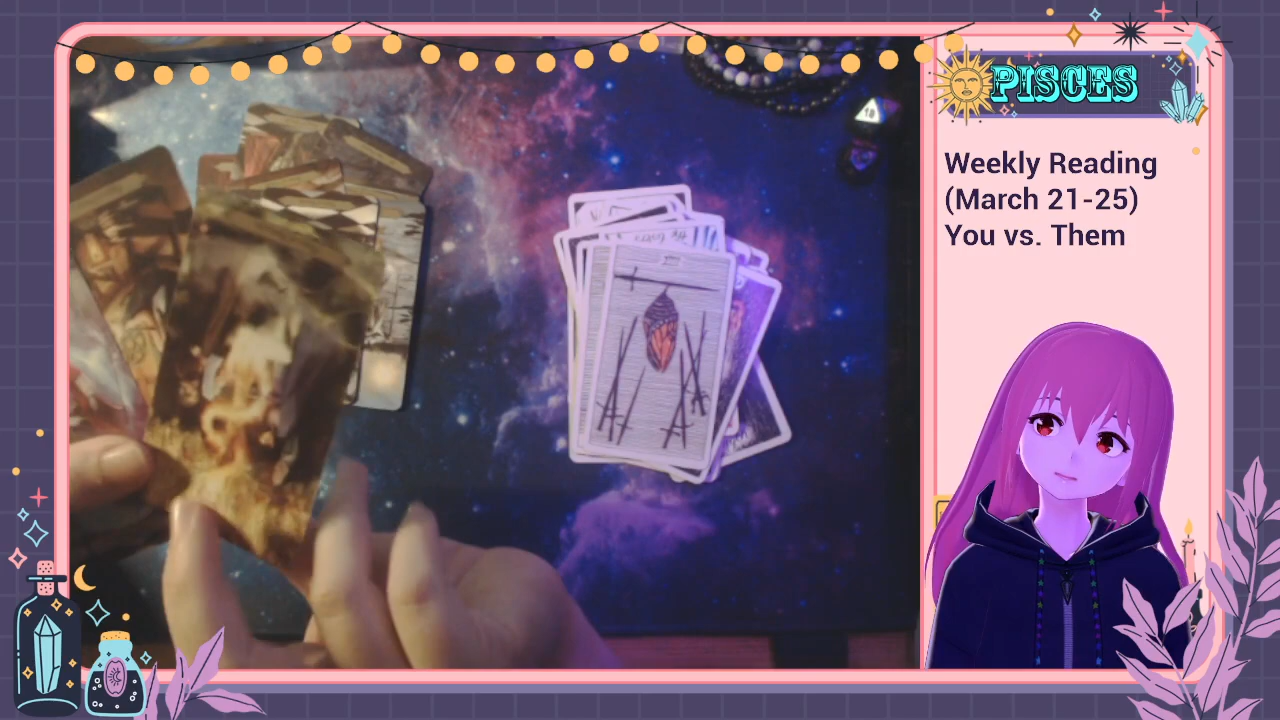 PISCES
Weekly Reading
(March 21-25)
You vs. Them